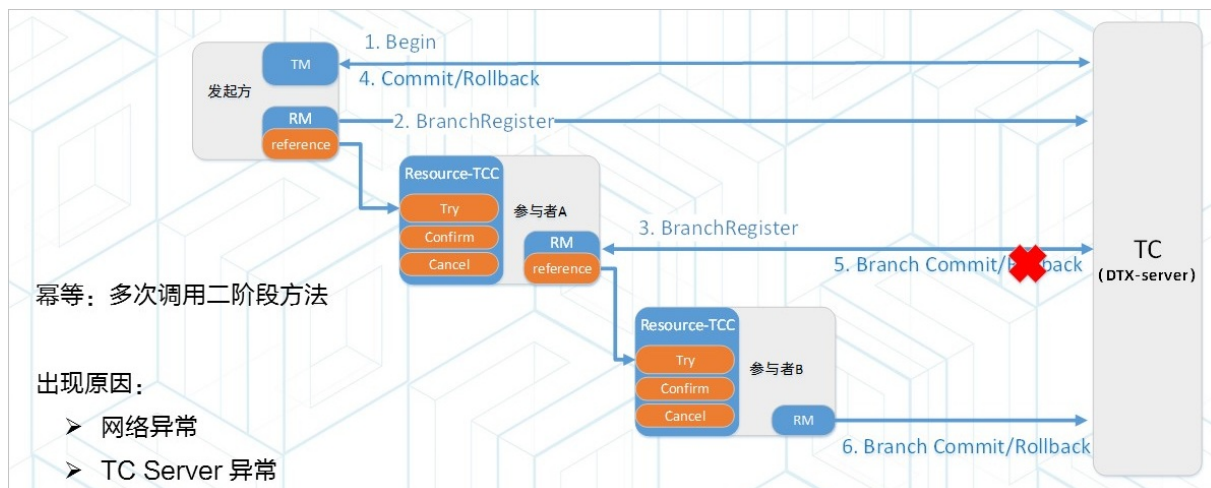 1. Begin
TM
4. Commit/Rollback
发起方
RM
2. BranchRegister
reference
Resource-TCC
Try
参与者A
Confirm
3. BranchRegister
RM
Cancel
reference
5. Branch Commit/
TC
(DTX-server)
幂等：多次调用二阶段方法
Resource-TCC
Try
参与者B
Confirm
出现原因：
Cancel
RM
➢ 网络异常
6. Branch Commit/Rollback
➢ TC Server 异常